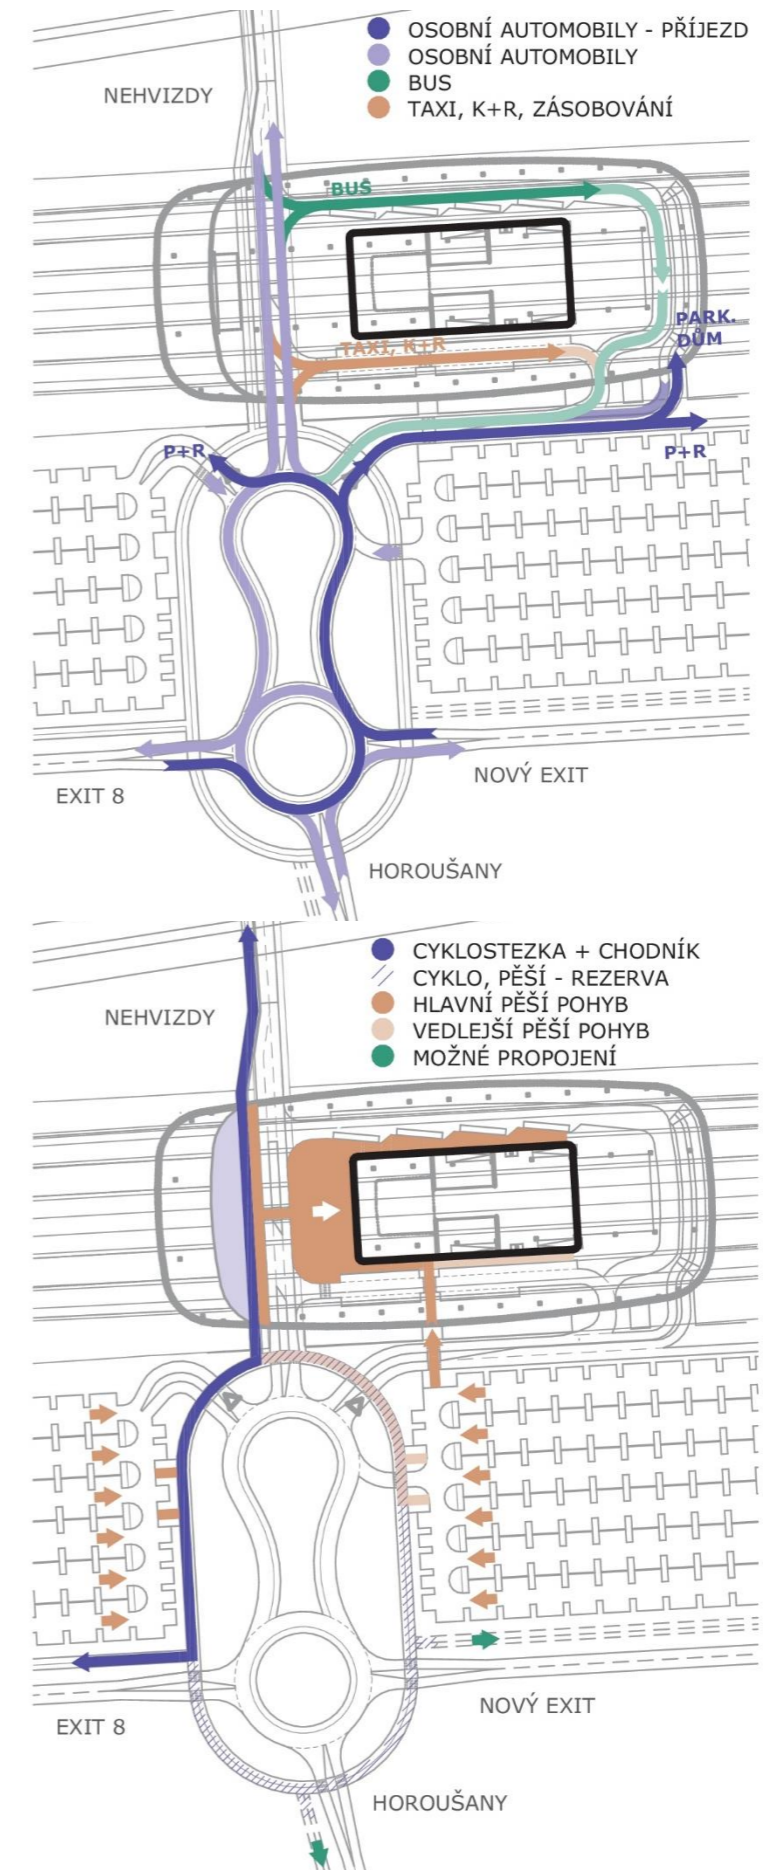 OSOBNÍ AUTOMOBILY - PŘÍJEZD
OSOBNÍ AUTOMOBILY
BUS
TAXI, K+R, ZÁSOBOVÁNÍ
NEHVIZDY
BUS
PARK.
DŮM
TAXI, K+R
P+R
P+R
NOVÝ EXIT
EXIT 8
HOROUŠANY
CYKLOSTEZKA + CHODNÍK
CYKLO, PĚŠÍ - REZERVA
HLAVNÍ PĚŠÍ POHYB
VEDLEJŠÍ PĚŠÍ POHYB
MOŽNÉ PROPOJENÍ
NEHVIZDY
NOVÝ EXIT
EXIT 8
HOROUŠANY